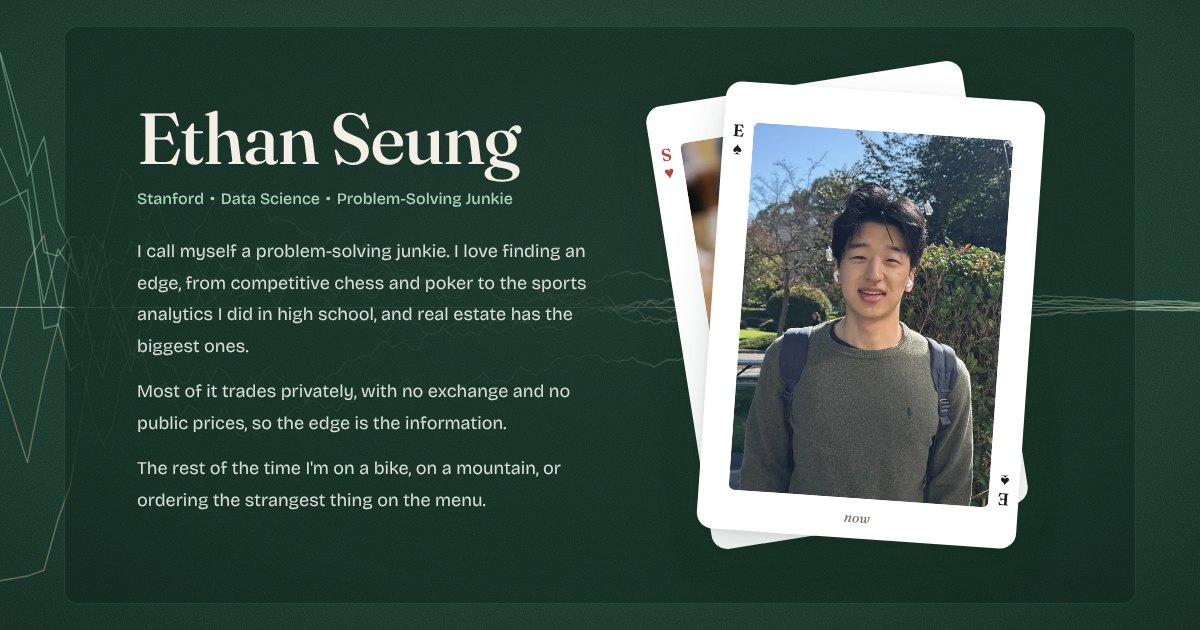 Ethan Seung
Stanford • Data Science • Problem-Solving Junkie
I call myself a problem-solving junkie. I love finding an
edge, from competitive chess and poker to the sports
analytics I did in high school, and real estate has the
biggest ones.
Most of it trades privately, with no exchange and no
public prices, so the edge is the information.
The rest of the time I'm on a bike, on a mountain, or
ordering the strangest thing on the menu.
S
♥
E
♠
now
♠
E